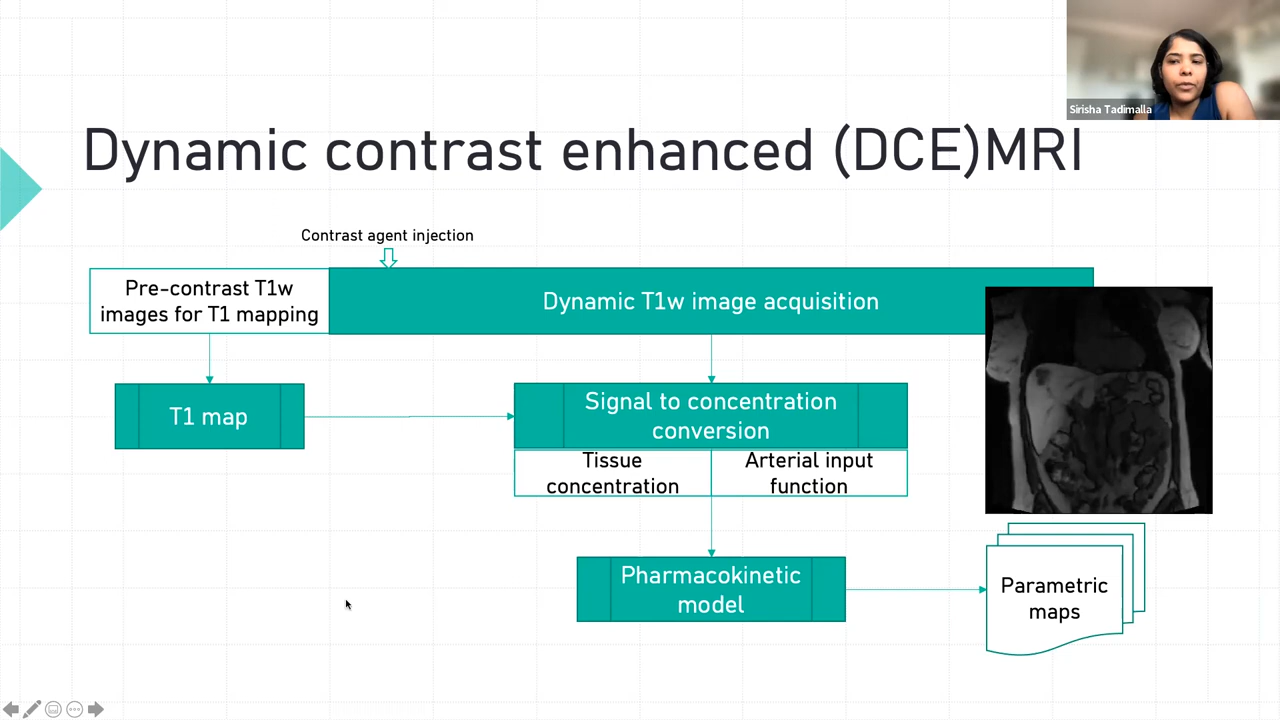 Sirisha Tadimalla
Dynamic contrast enhanced (DCE)MRI
Contrast agent injection
Pre-contrast T1w
images for T1 mapping
Dynamic T1w image acquisition
T1 map
Signal to concentration
conversion
Tissue
concentration
Arterial input
function
Pharmacokinetic
model
Parametric
maps